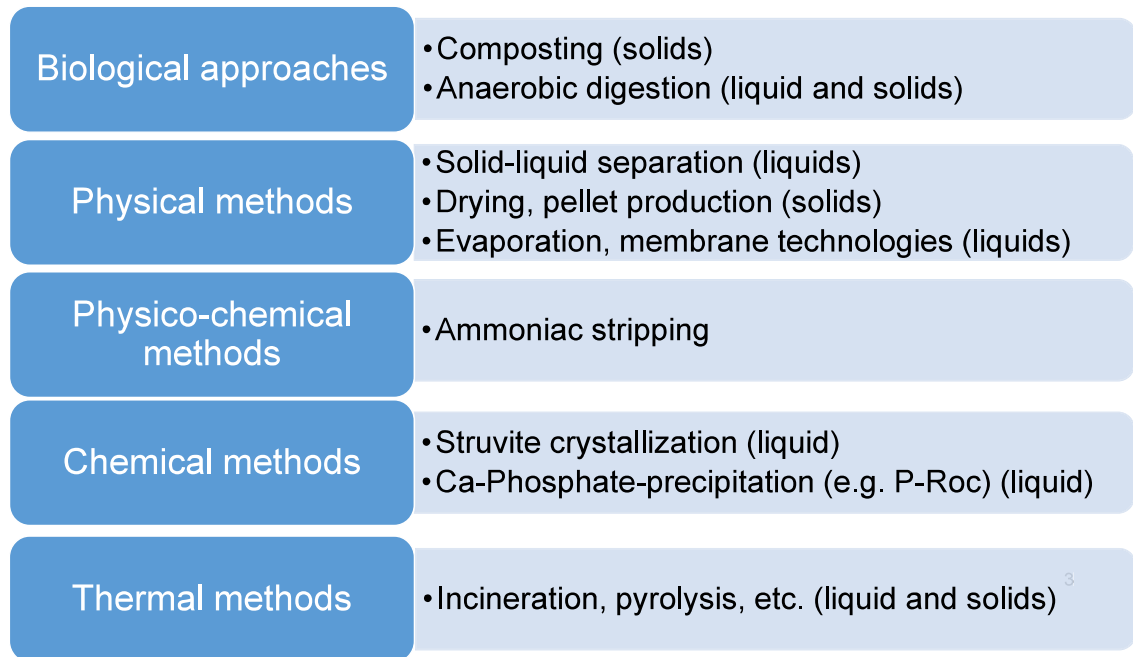 Biological approaches
•Composting (solids)
•Anaerobic digestion (liquid and solids)
Physical methods
•Solid-liquid separation (liquids)
•Drying, pellet production (solids)
•Evaporation, membrane technologies (liquids)
Physico-chemical
methods
•Ammoniac stripping
Chemical methods
•Struvite crystallization (liquid)
•Ca-Phosphate-precipitation (e.g. P-Roc) (liquid)
Thermal methods
•Incineration, pyrolysis, etc. (liquid and solids)
3